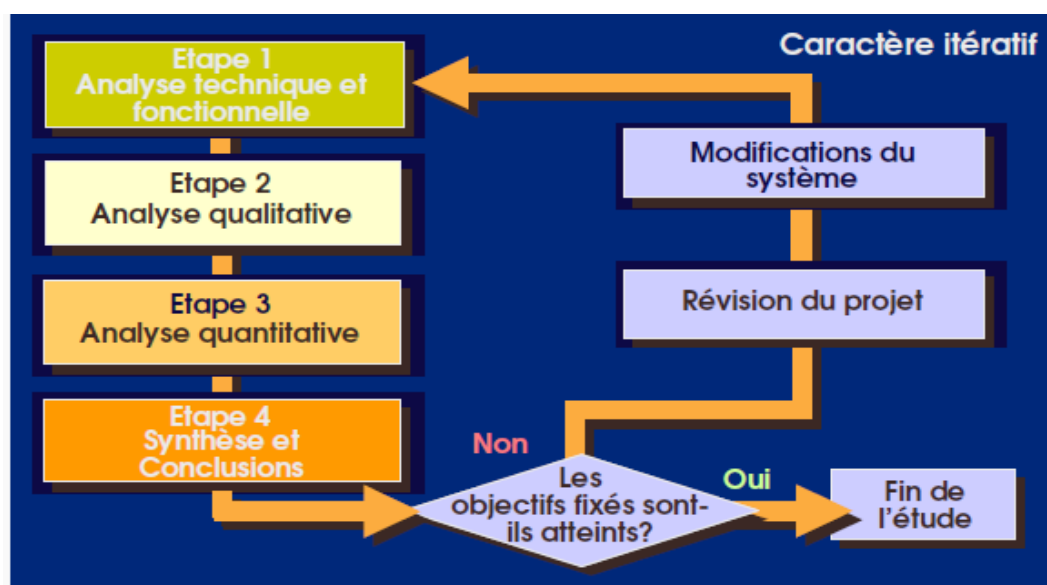 Caractère itératif
Etape 1
Analyse technique et
fonctionnelle
Etape 2
Analyse qualitative
Etape 3
Analyse quantitative
Etape 4
Synthèse et
Conclusions
Modifications du
système
Révision du projet
Non
Les
objectifs fixés sont-
ils atteints?
Oui
Fin de
l'étude